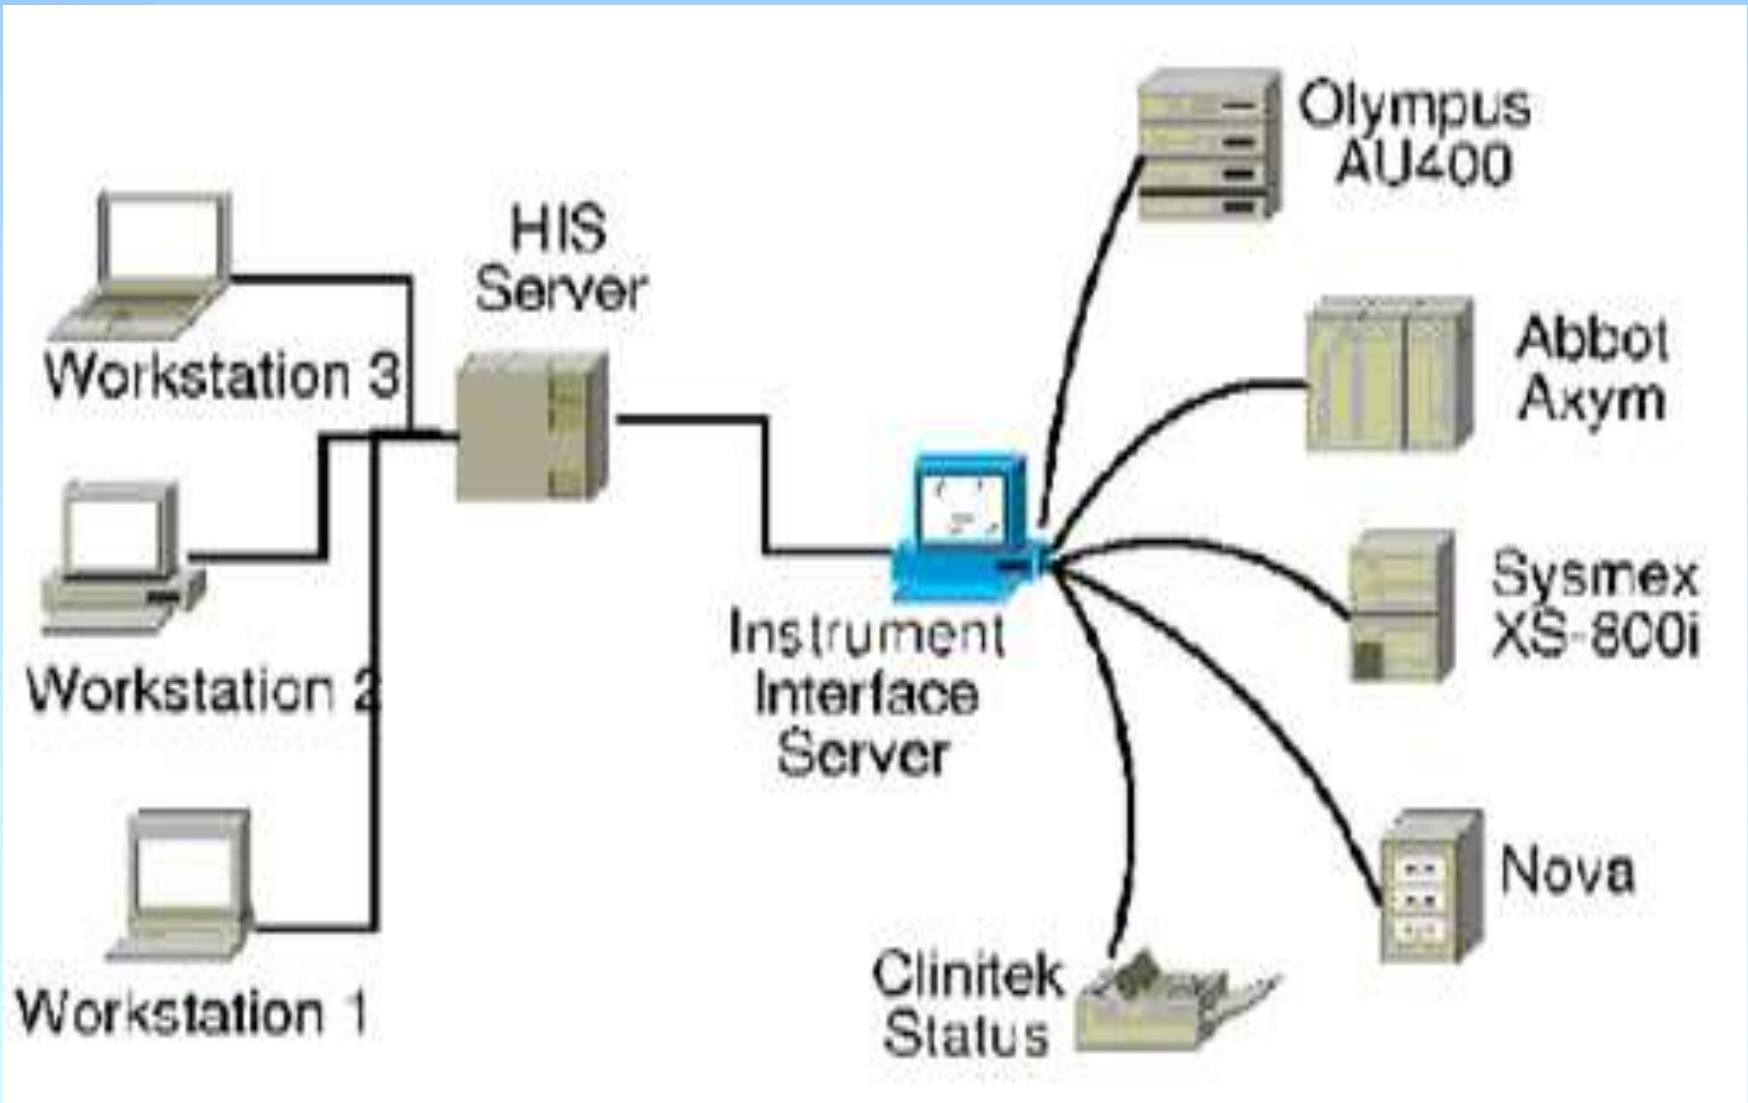 Olympus
AU400
HIS
Server
Workstation 3
Abbot
Axym
Sysmex
XS-800i
Instrument
Interface
Server
Workstation 2
Nova
Clinitek
Status
Workstation 1